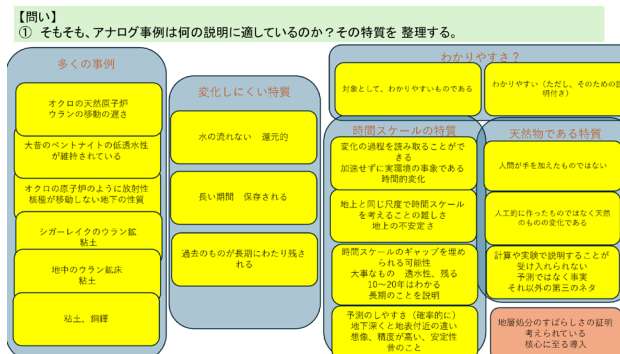 【問い】
① そもそも、アナログ事例は何の説明に適しているのか？その特質を 整理する。
多くの事例
オクロの天然原子炉
ウランの移動の遅さ
大昔のベントナイトの低透水性
が維持されている
オクロの原子炉のように放射性
核種が移動しない地下の性質
シガーレイクのウラン鉱
粘土
地中のウラン鉱床
粘土
粘土、銅鐸
変化しにくい特質
水の流れない 還元的
長い期間 保存される
過去のものが長期にわたり残さ
れる
わかりやすさ？
対象として、わかりやすいものである
わかりやすい（ただし、そのための説
明付き）
時間スケールの特質
変化の過程を読み取ることがで
きる
加速せずに実環境の事象である
時間的変化
地上と同じ尺度で時間スケール
を考えることの難しさ
地上の不安定さ
時間スケールのギャップを埋め
られる可能性
大事なもの 透水性、残る
10～20年はわかる
長期のことを説明
予測のしやすさ（確率的に）
地下深くと地表付近の違い
想像、精度が高い、安定性
昔のこと
天然物である特質
人間が手を加えたものではない
人工的に作ったものではなく天然
のものの変化である
計算や実験で説明することが
受け入れられない
予測ではなく事実
それ以外の第三のネタ
地層処分のすばらしさの証明
考えられている
核心に至る導入